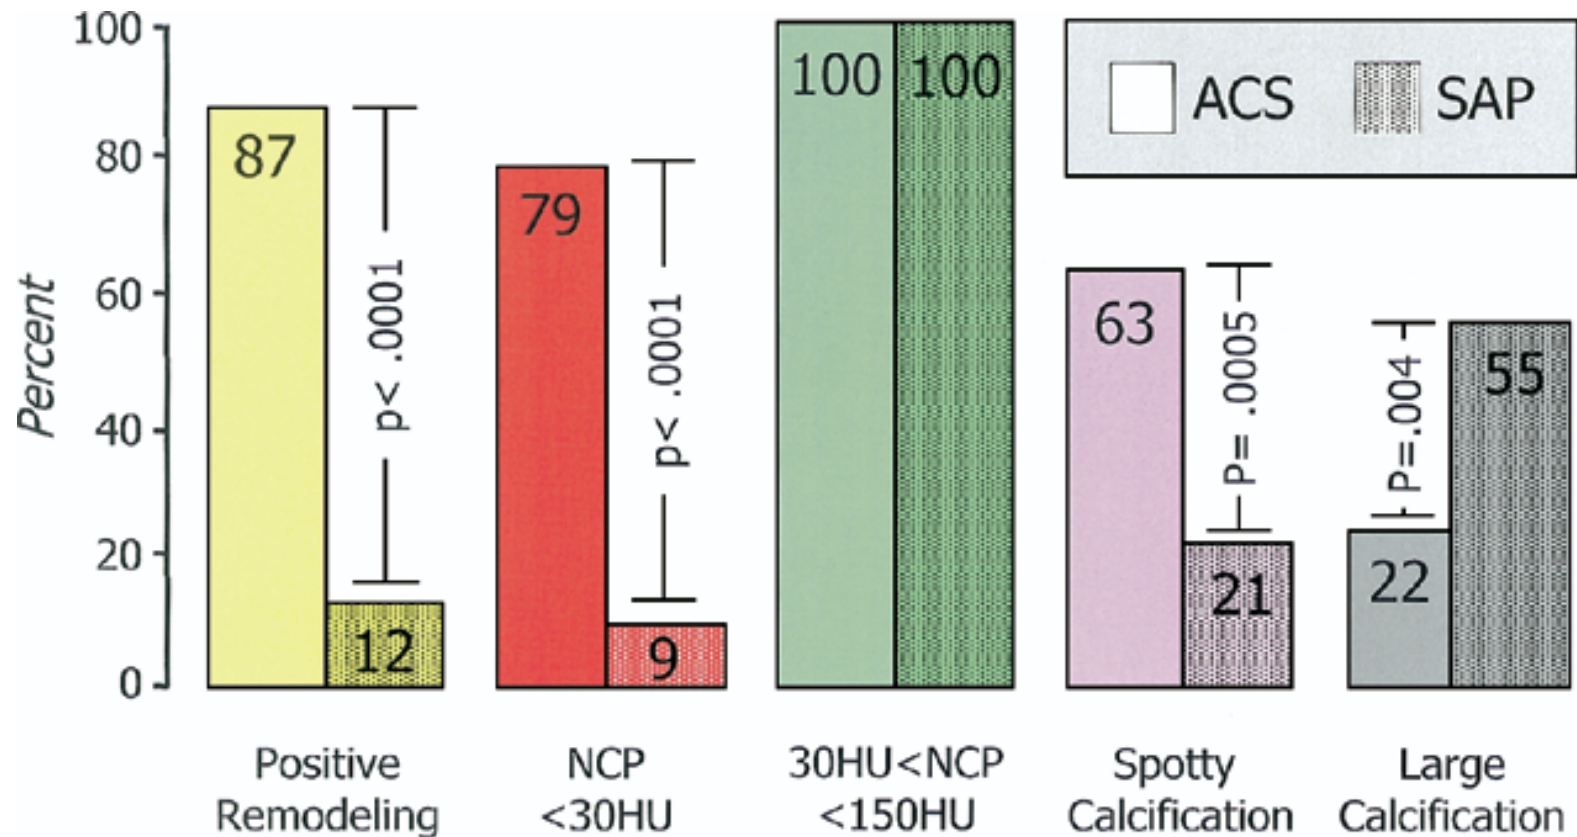 100
80
60
40
20
0
Percent
87
12
p< .0001
79
9
p< .0001
100
100
63
21
P= .0005
22
55
P=.004
ACS
SAP
Positive
Remodeling
NCP
<30HU
30HU<NCP
<150HU
Spotty
Calcification
Large
Calcification